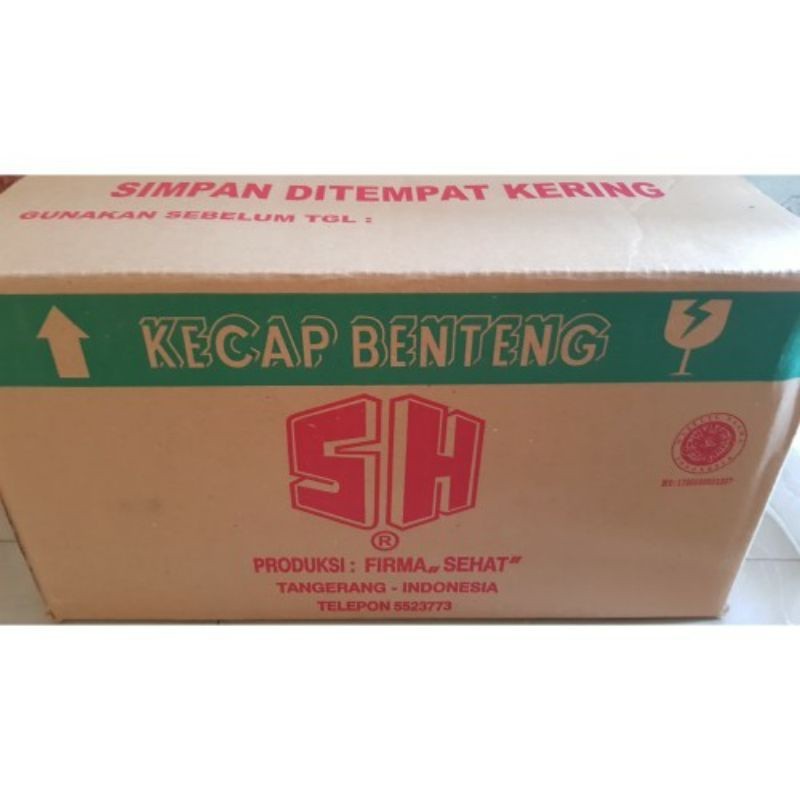 SIMPAN DITEMPAT KERING
GUNAKAN SEBELUM TGL :
KECAP BENTENG
SH
®
PRODUKSI : FIRMA „SEHAT"
TANGERANG - INDONESIA
TELEPON 5523773